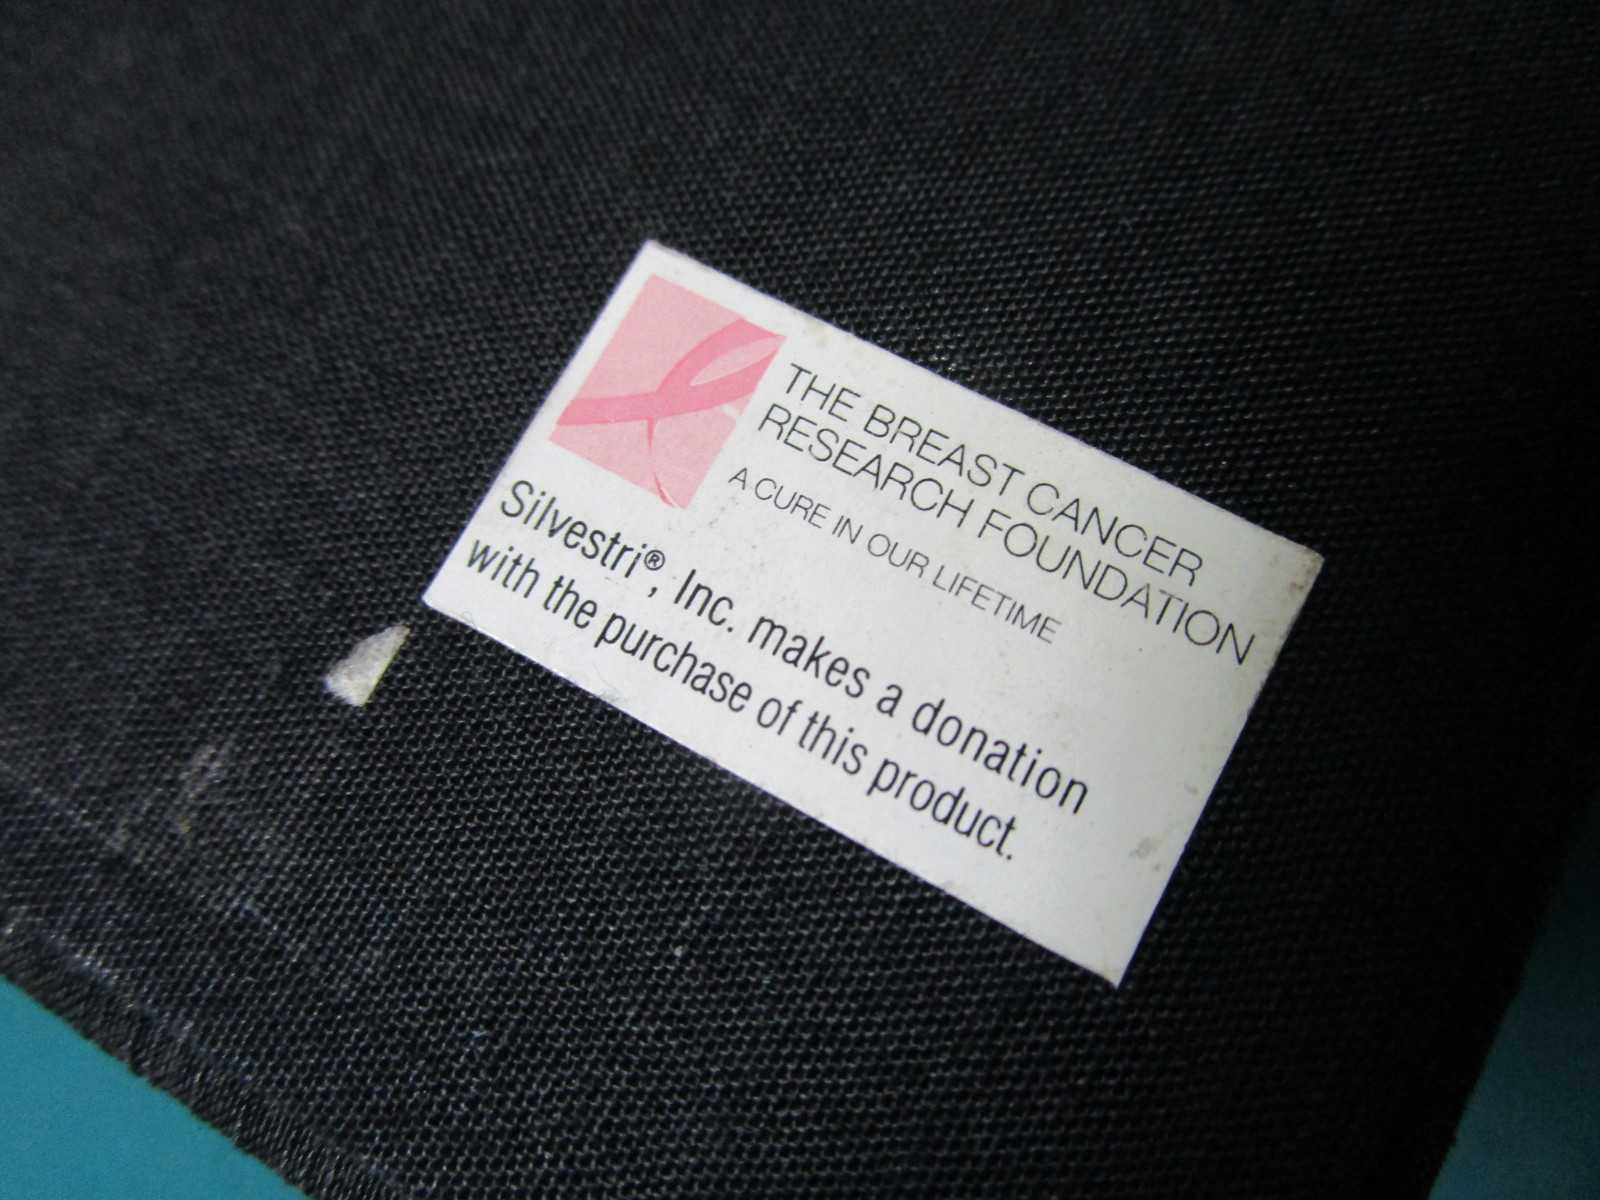 THE BREAST CANCER
RESEARCH FOUNDATION
A CURE IN OUR LIFETIME
Silvestri®, Inc. makes a donation
with the purchase of this product.